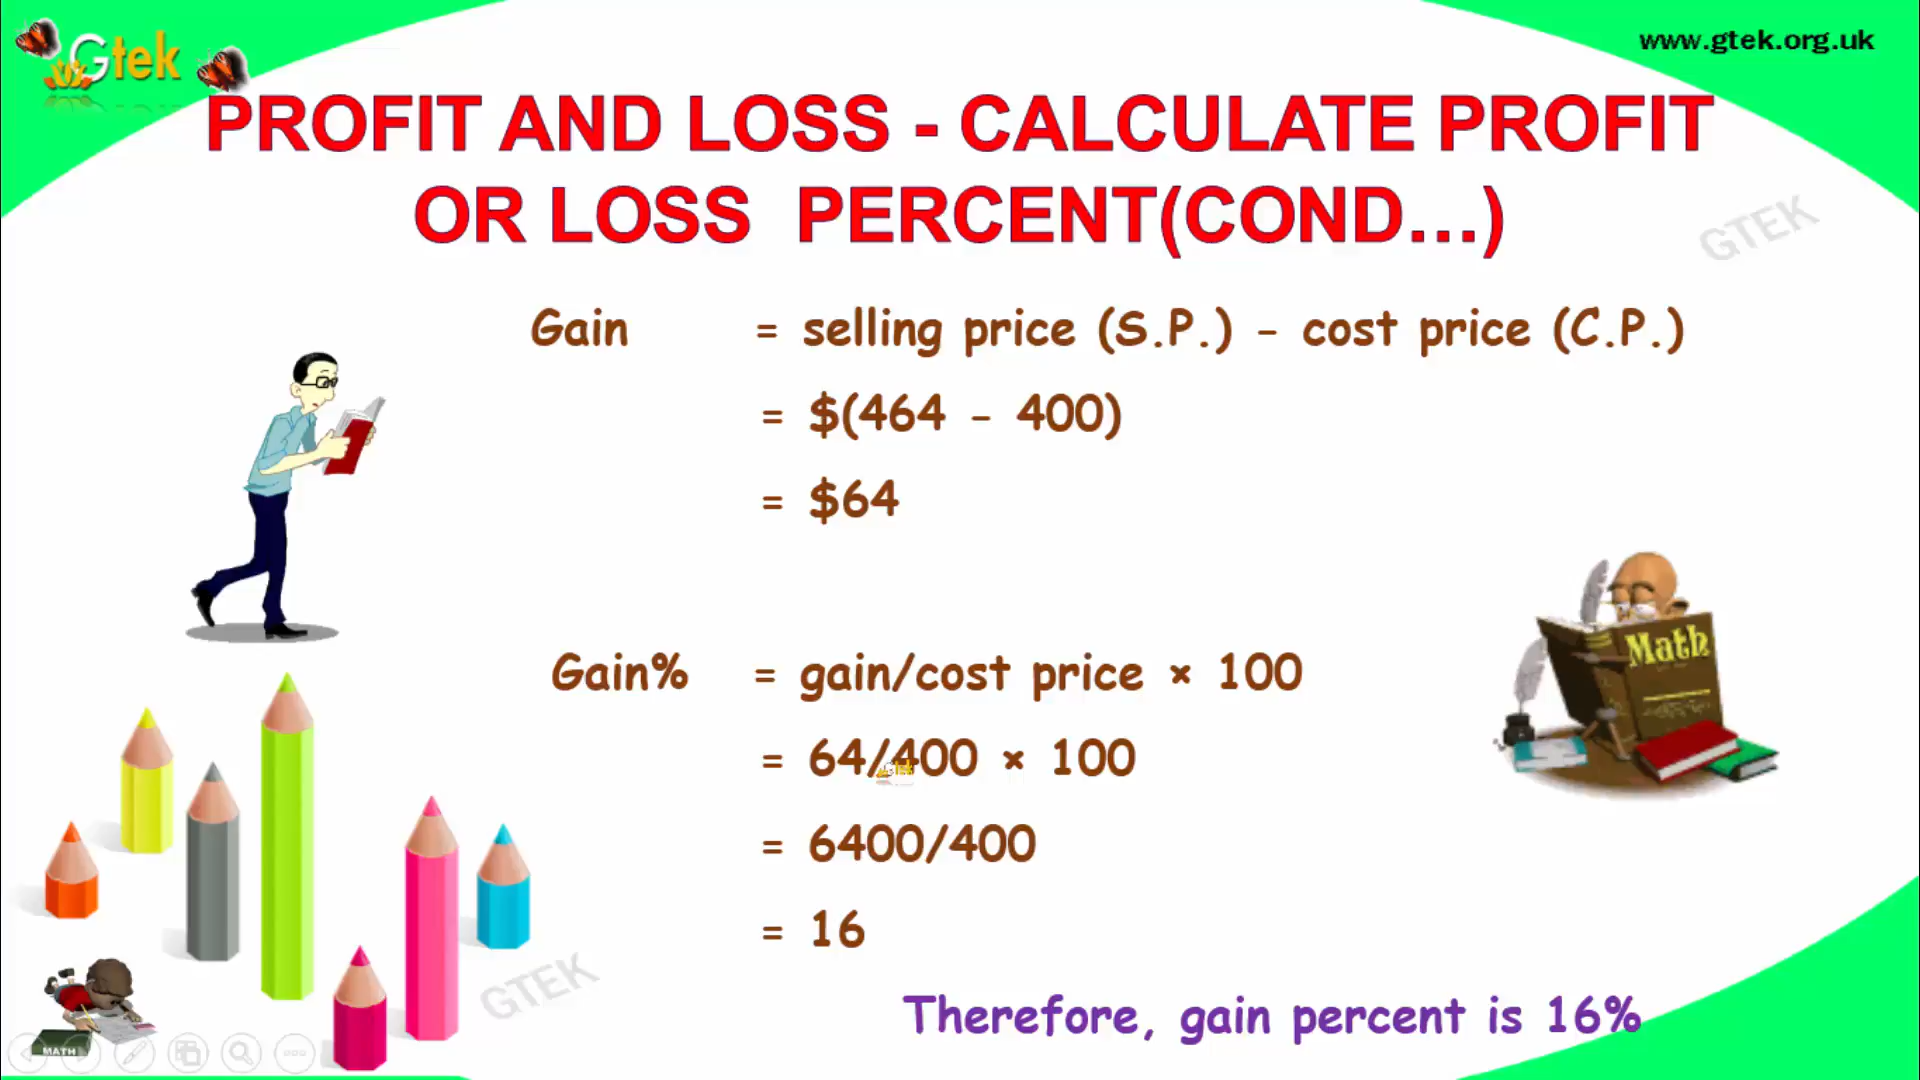 Gtek
www.gtek.org.uk
PROFIT AND LOSS - CALCULATE PROFIT
OR LOSS PERCENT(COND...)
GTEK
Gain = selling price (S.P.) - cost price (C.P.)
= $(464 - 400)
= $64
Math
Gain% = gain/cost price × 100
= 64/400 × 100
Gtek
= 6400/400
= 16
GTEK
Therefore, gain percent is 16%
MATH